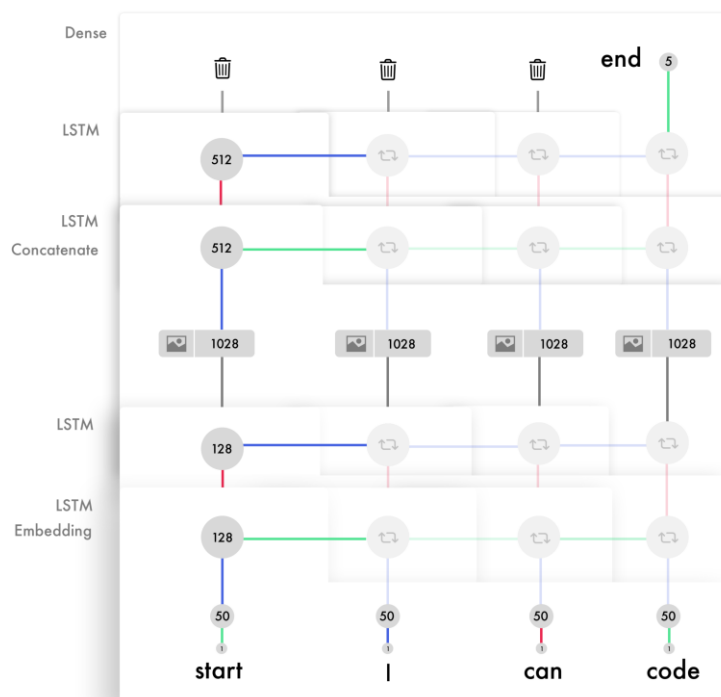 Dense
end 5
LSTM
512
LSTM
Concatenate
512
1028 1028 1028 1028
LSTM
128
LSTM
Embedding
128
50 50 50 50
1 1 1 1
start I can code